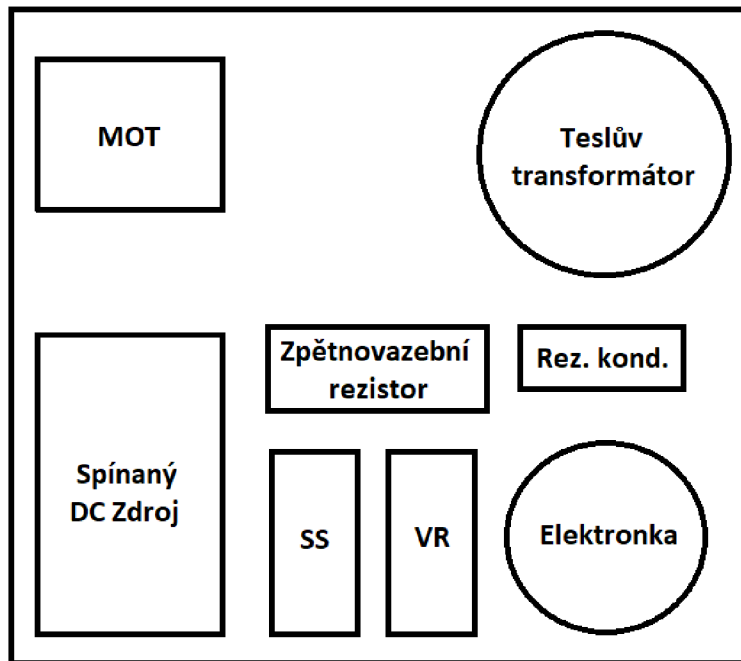 MOT
Teslův
transformátor
Zpětnovazební
rezistor
Rez. kond.
Spínaný
DC Zdroj
SS
VR
Elektronka